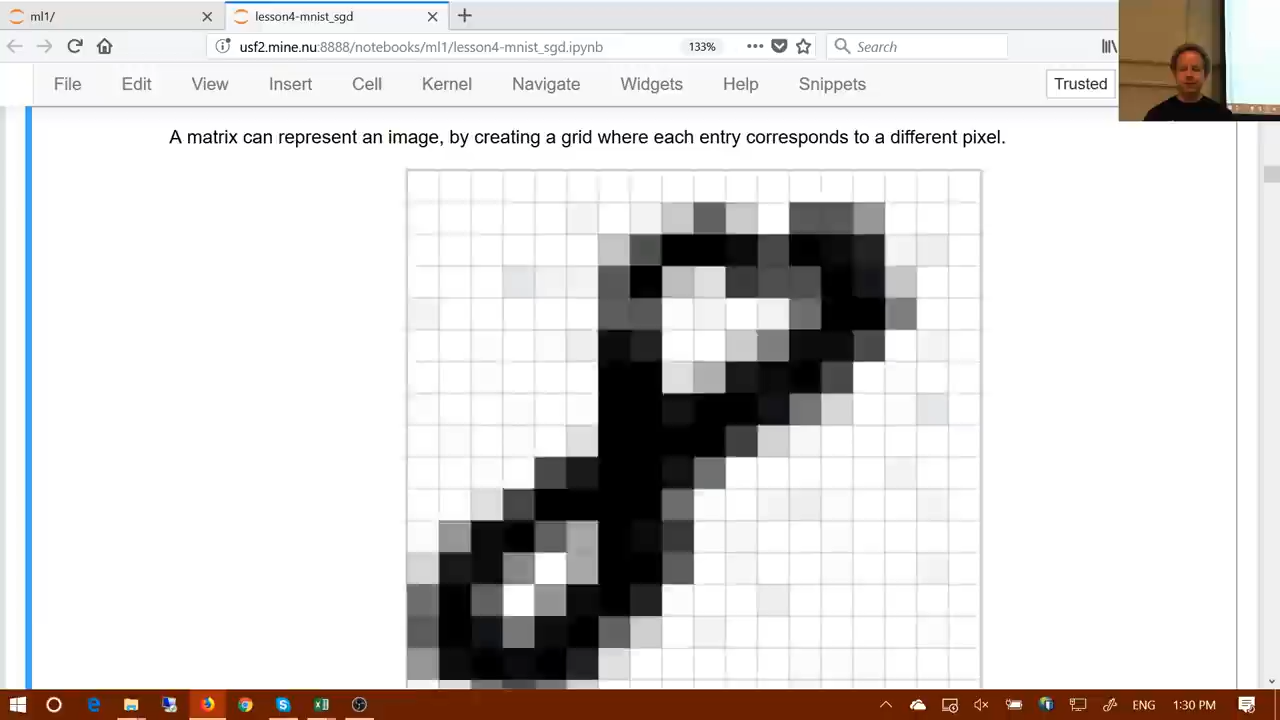 ml1/
lesson4-mnist_sgd
usf2.mine.nu:8888/notebooks/ml1/lesson4-mnist_sgd.ipynb
133%
Search
File Edit View Insert Cell Kernel Navigate Widgets Help Snippets
Trusted
A matrix can represent an image, by creating a grid where each entry corresponds to a different pixel.
ENG
1:30 PM